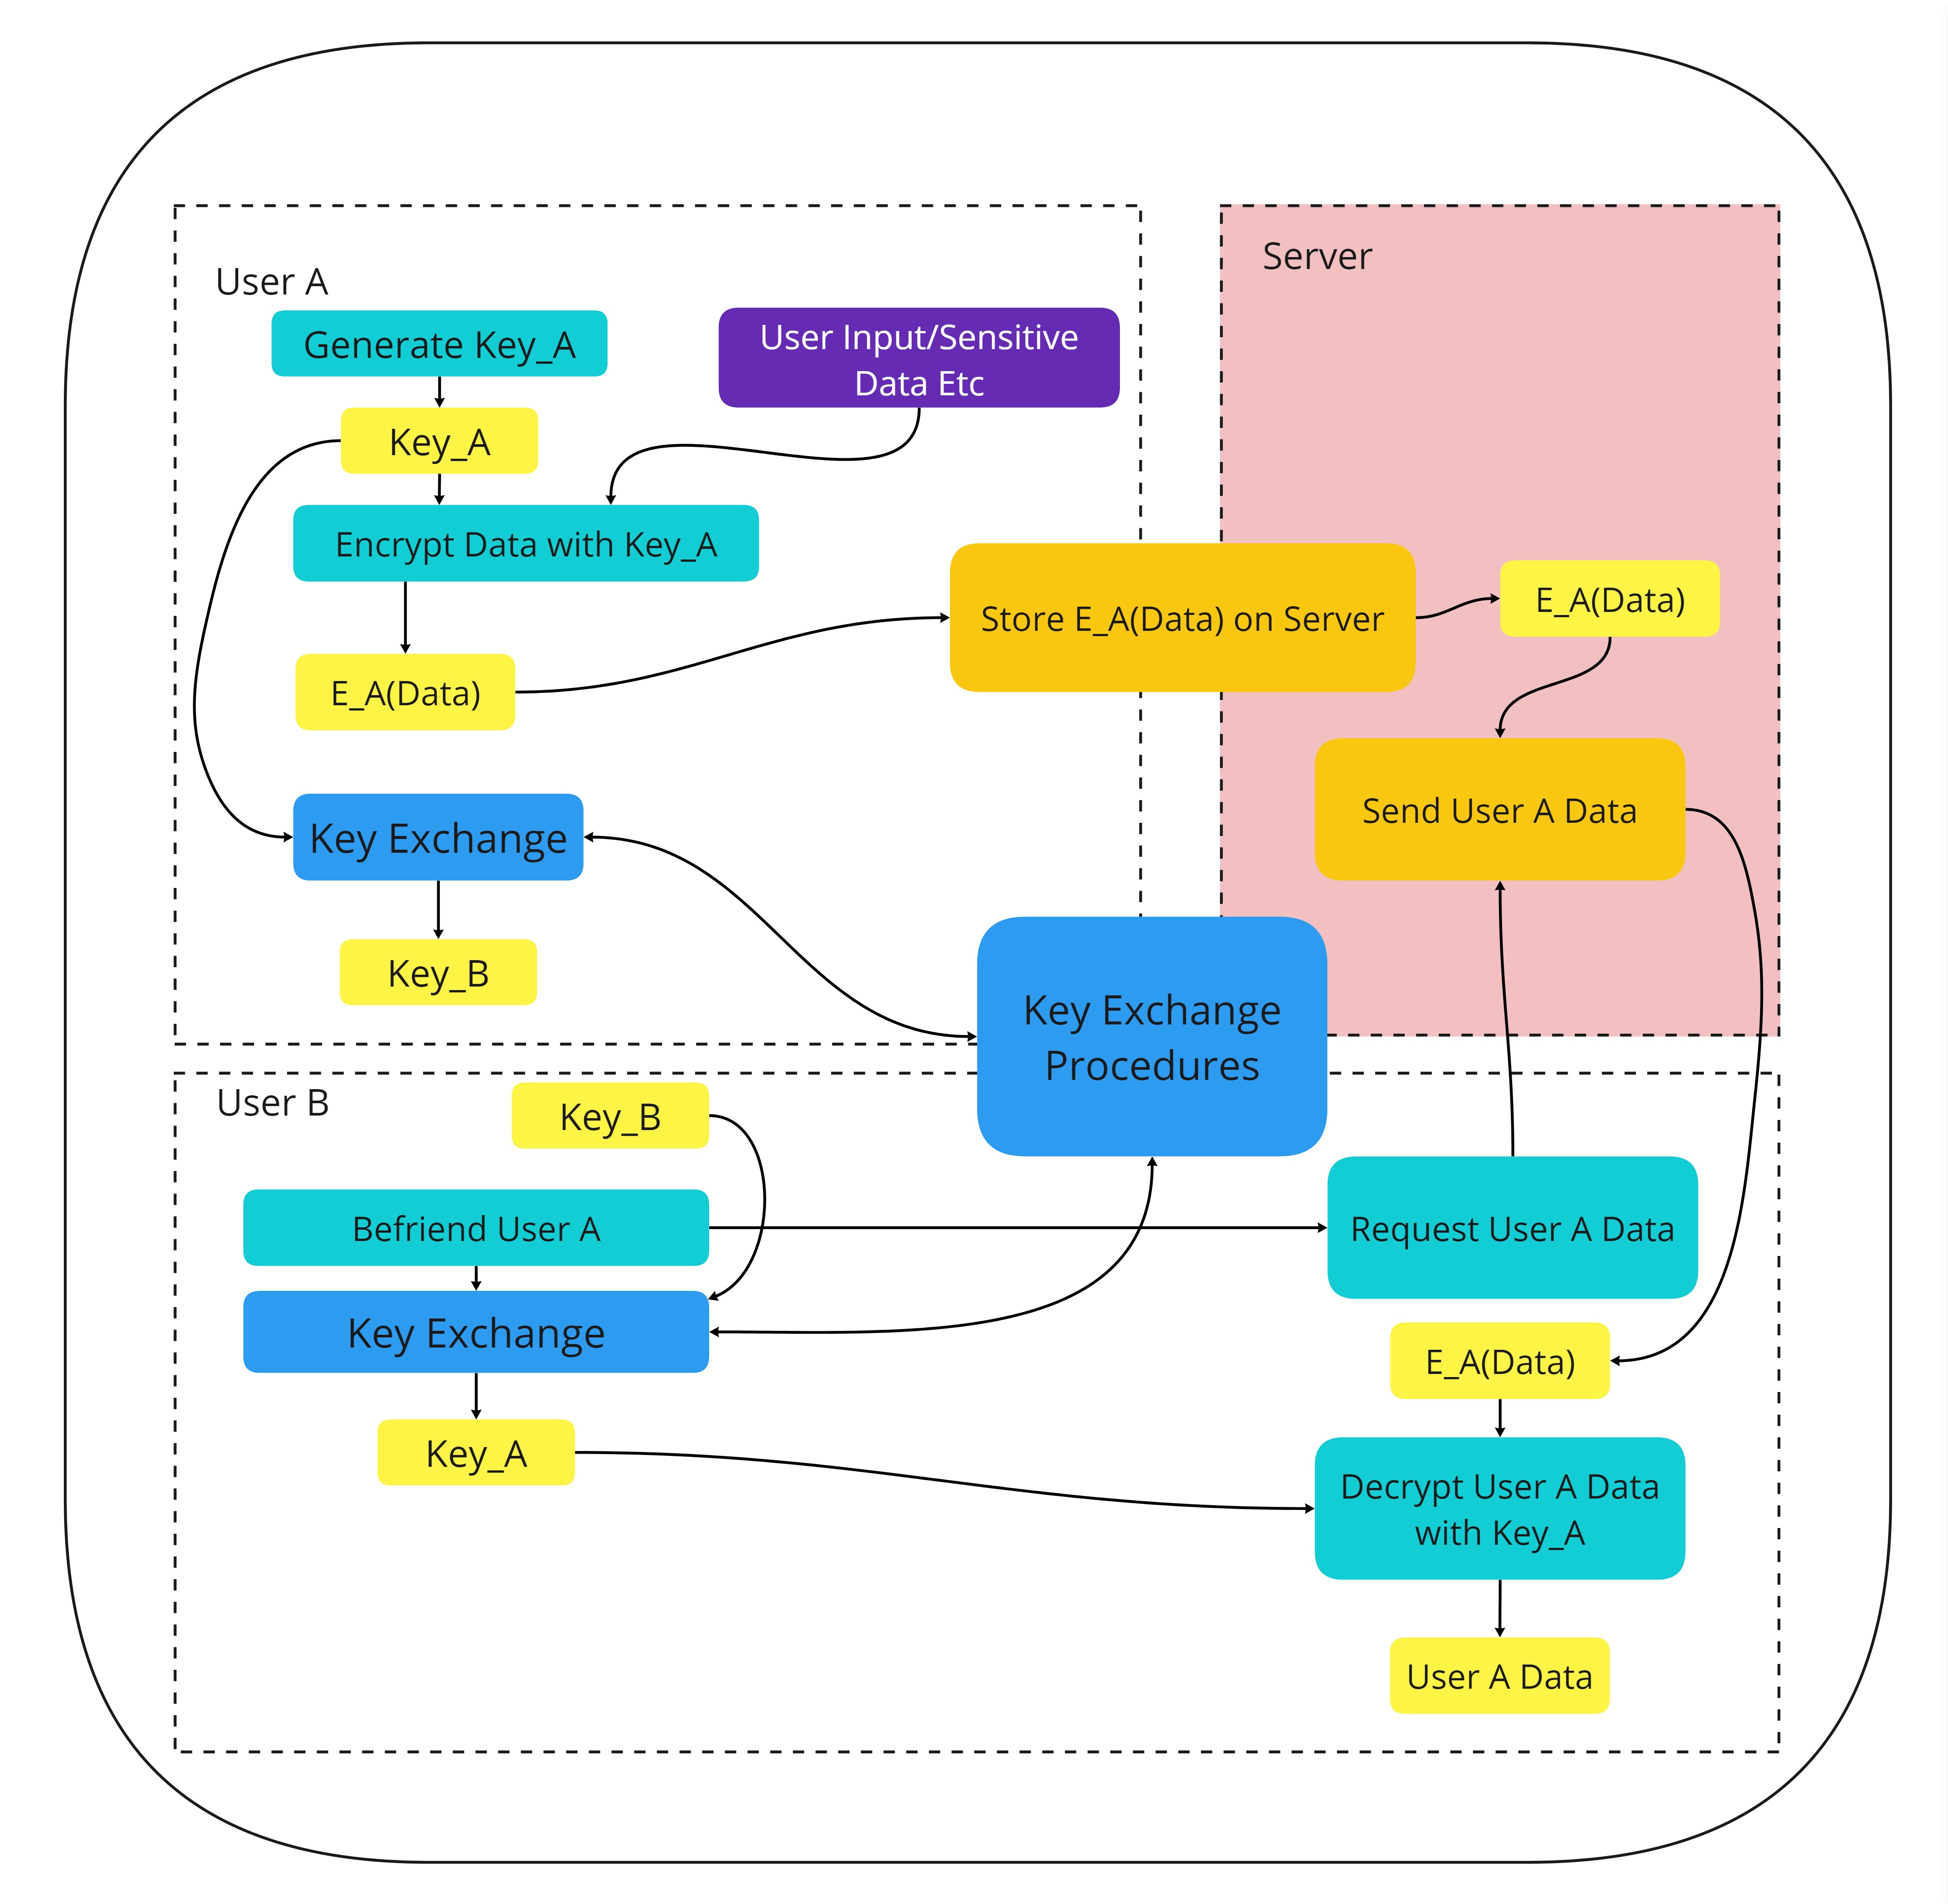 User A
Generate Key_A
User Input/Sensitive
Data Etc
Key_A
Encrypt Data with Key_A
E_A(Data)
Key Exchange
Key_B
Server
Store E_A(Data) on Server
E_A(Data)
Send User A Data
Key Exchange
Procedures
User B
Key_B
Befriend User A
Key Exchange
Key_A
Request User A Data
E_A(Data)
Decrypt User A Data
with Key_A
User A Data